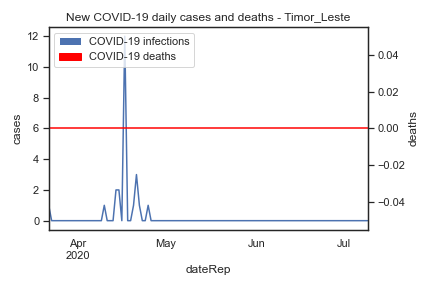 New COVID-19 daily cases and deaths - Timor_Leste
COVID-19 infections
COVID-19 deaths
12
10
8
6
4
2
0
cases
0.04
0.02
0.00
−0.02
−0.04
deaths
Apr
2020
May
Jun
Jul
dateRep